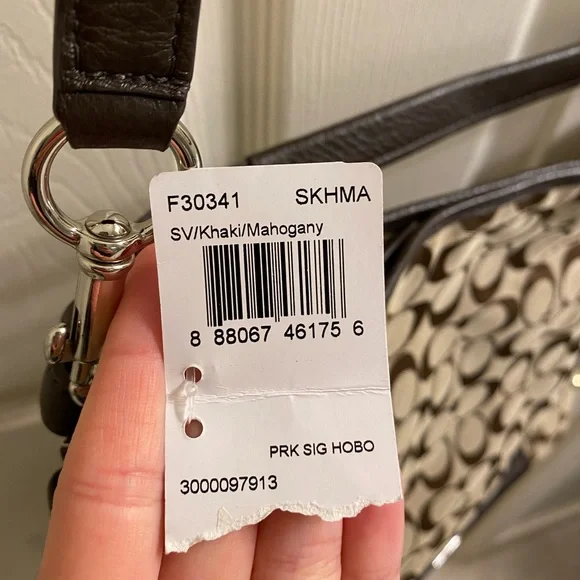 F30341 SKHMA
SV/Khaki/Mahogany
8 88067 46175 6
PRK SIG HOBO
3000097913